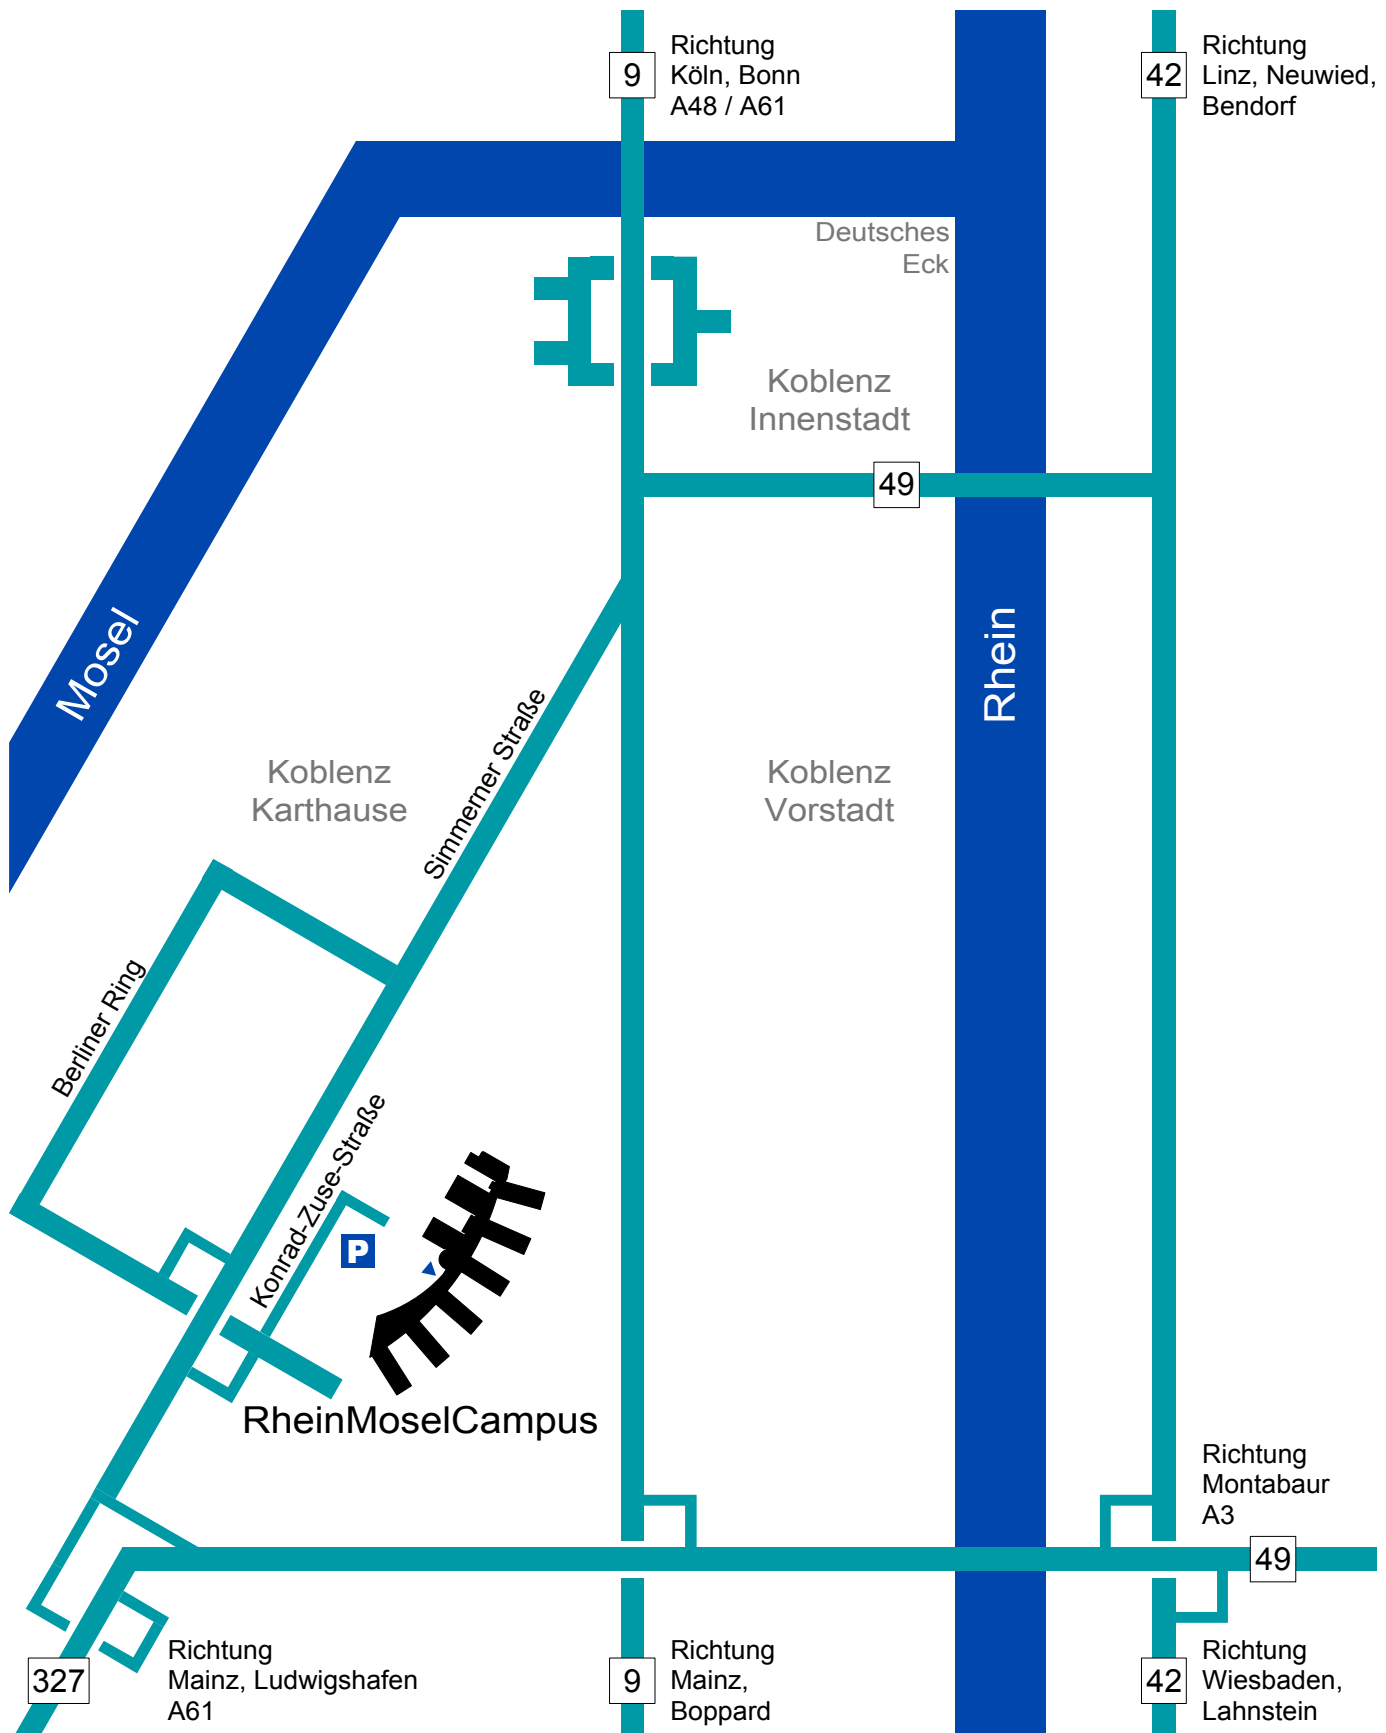 9
Richtung
Köln, Bonn
A48 / A61
42
Richtung
Linz, Neuwied,
Bendorf
Deutsches
Eck
Koblenz
Innenstadt
49
Mosel
Rhein
Simmerner Straße
Koblenz
Karthause
Koblenz
Vorstadt
Berliner Ring
Konrad-Zuse-Straße
P
RheinMoselCampus
Richtung
Montabaur
A3
49
327
Richtung
Mainz, Ludwigshafen
A61
9
Richtung
Mainz,
Boppard
42
Richtung
Wiesbaden,
Lahnstein